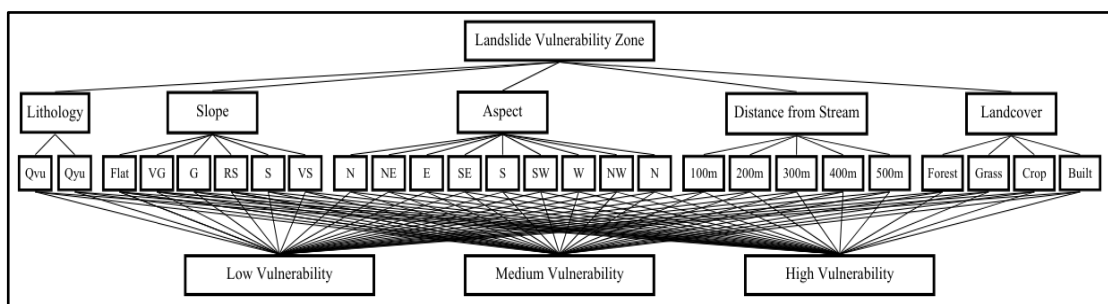 Landslide Vulnerability Zone
Lithology Slope Aspect Distance from Stream Landcover
Qvu Qyu Flat VG G RS S VS N NE E SE S SW W NW N 100m 200m 300m 400m 500m Forest Grass Crop Built
Low Vulnerability Medium Vulnerability High Vulnerability